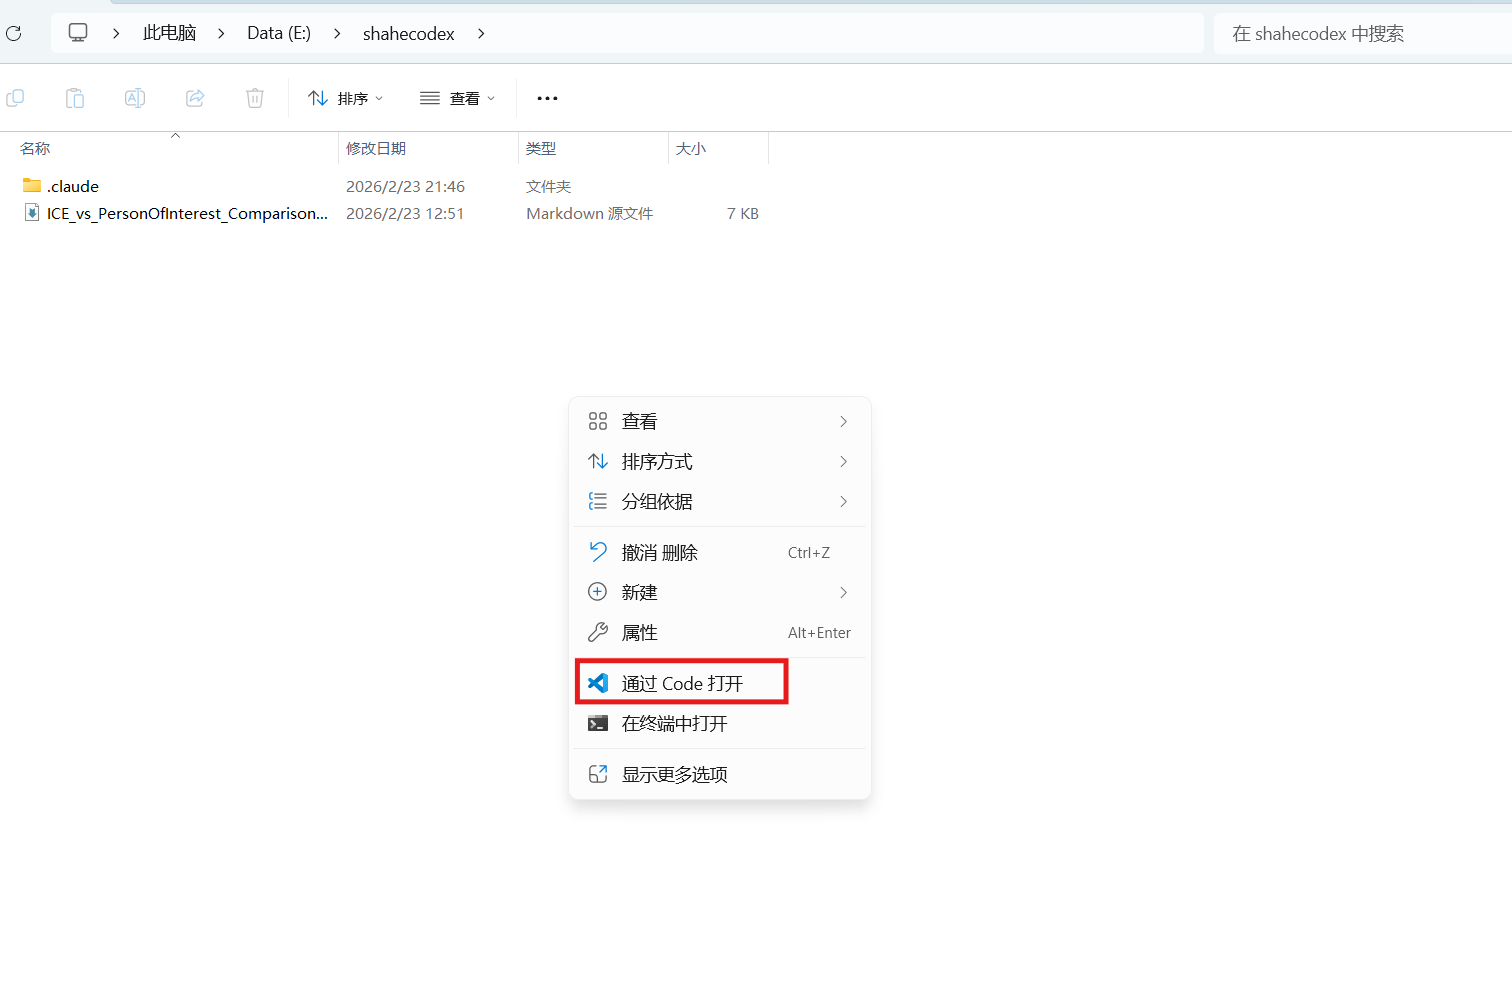 此电脑 Data (E:) shahecodex 在 shahecodex 中搜索
排序 查看
名称 修改日期 类型 大小
.claude 2026/2/23 21:46 文件夹
ICE_vs_PersonOfInterest_Comparison... 2026/2/23 12:51 Markdown 源文件 7 KB
查看
排序方式
分组依据
撤消 删除 Ctrl+Z
新建
属性 Alt+Enter
通过 Code 打开
在终端中打开
显示更多选项